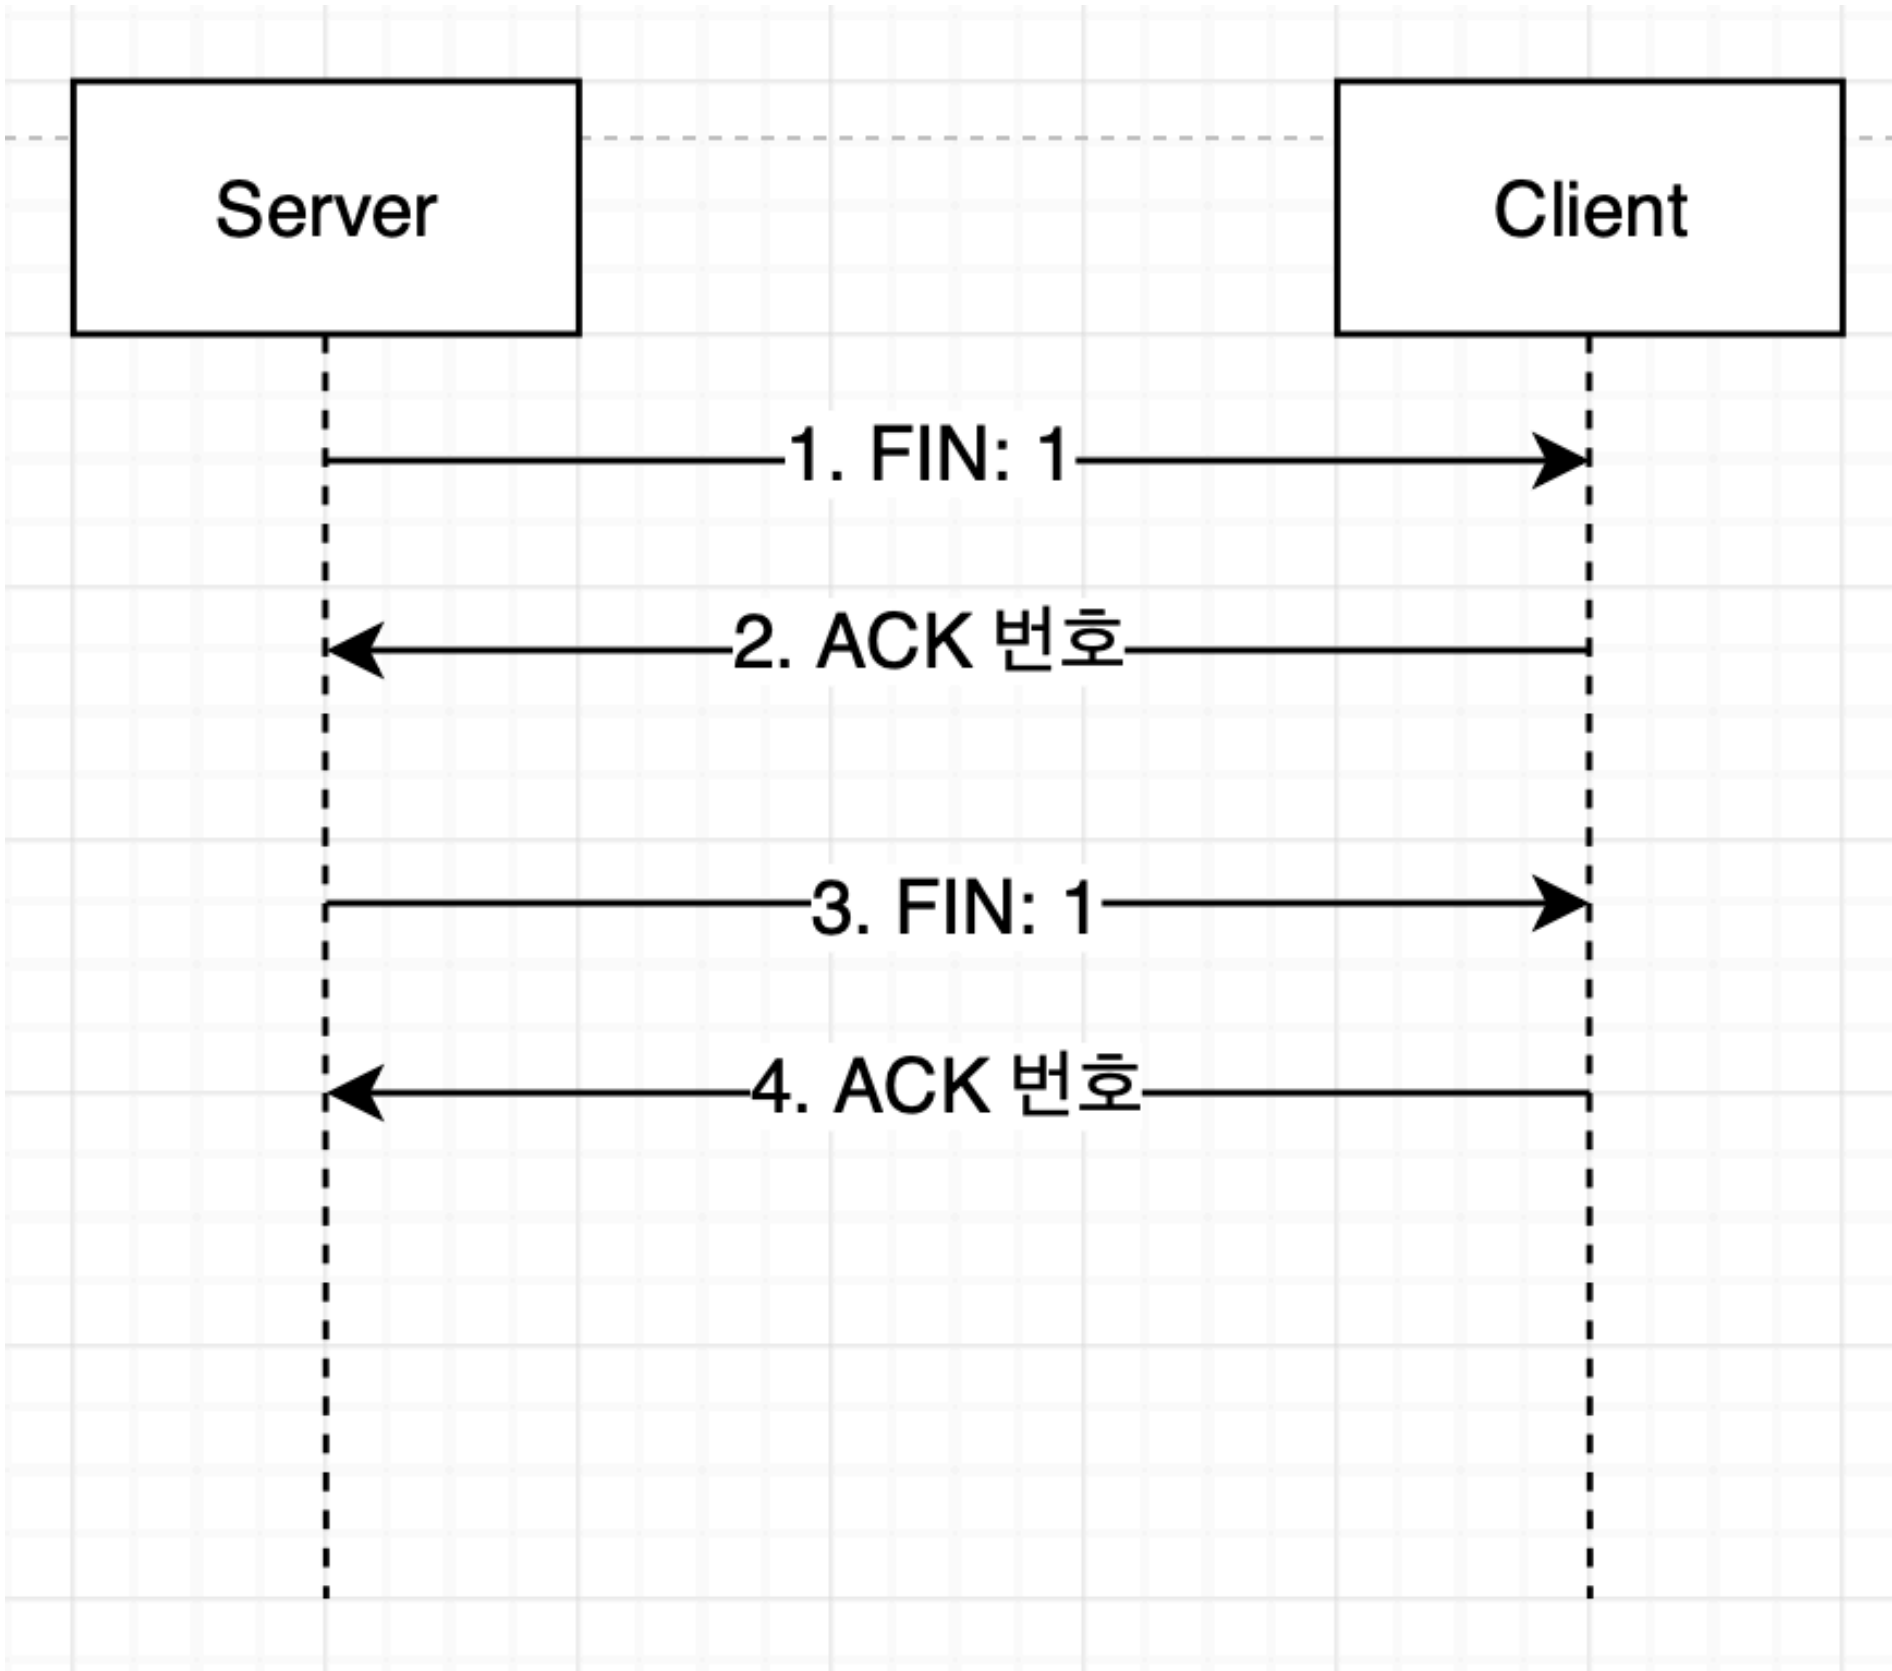 Server
Client
1. FIN: 1
2. ACK 번호
3. FIN: 1
4. ACK 번호